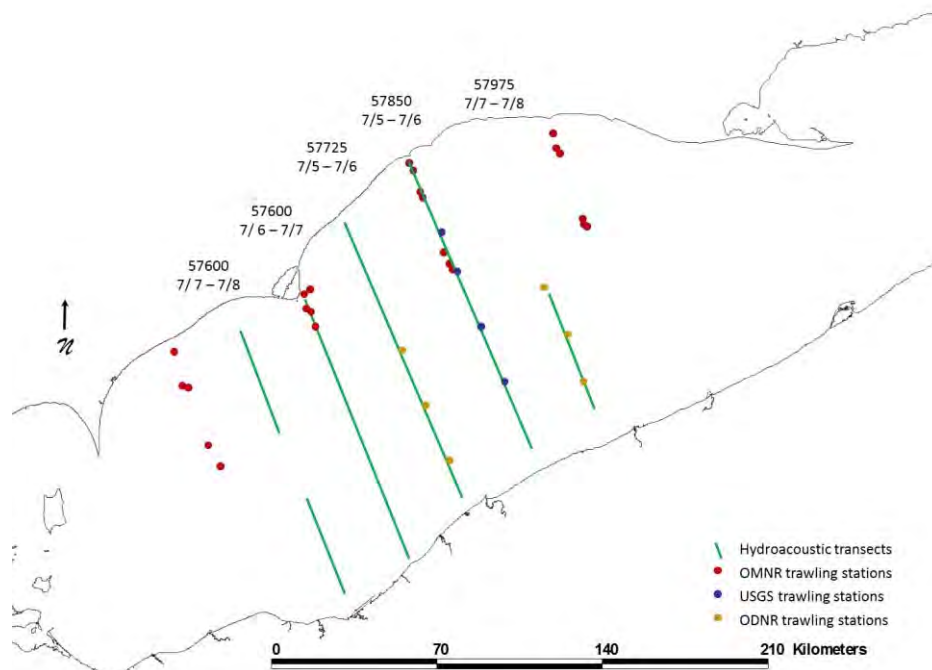 57975
7/7 – 7/8
57850
7/5 – 7/6
57725
7/5 – 7/6
57600
7/ 6 – 7/7
57600
7/7 – 7/8
N
Hydroacoustic transects
OMNR trawling stations
USGS trawling stations
ODNR trawling stations
0 70 140 210 Kilometers